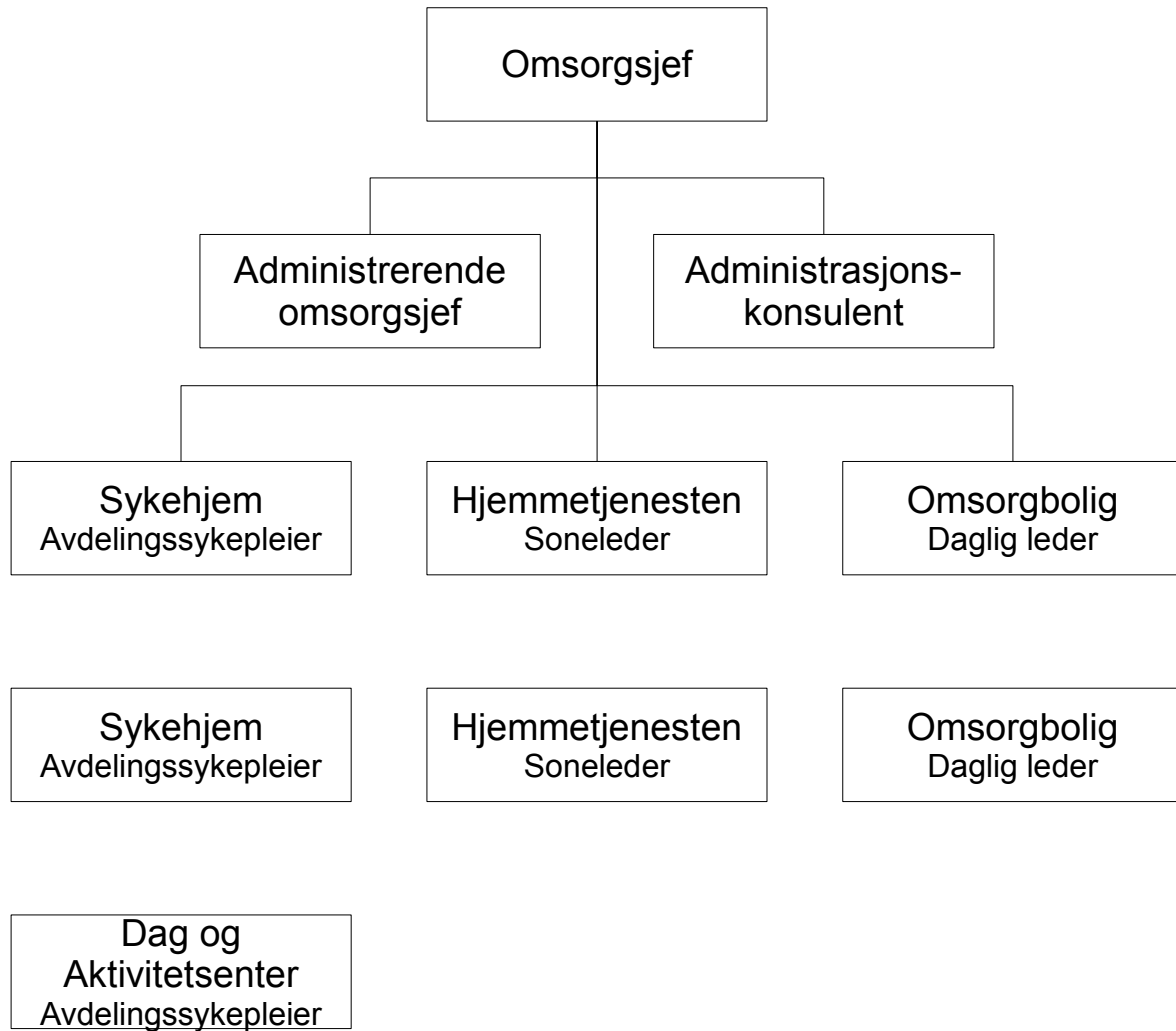 Omsorgsjef
Administrerende
omsorgsjef
Administrasjons-
konsulent
Sykehjem
Avdelingssykepleier
Hjemmetjenesten
Soneleder
Omsorgbolig
Daglig leder
Sykehjem
Avdelingssykepleier
Hjemmetjenesten
Soneleder
Omsorgbolig
Daglig leder
Dag og
Aktivitetsenter
Avdelingssykepleier